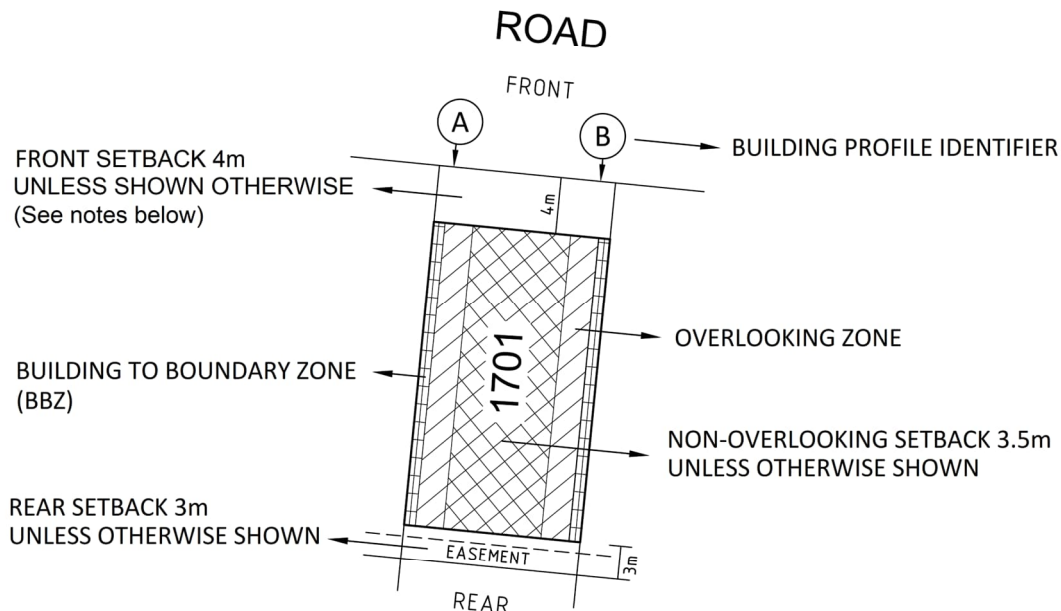 ROAD
FRONT
A
B
BUILDING PROFILE IDENTIFIER
FRONT SETBACK 4m
UNLESS SHOWN OTHERWISE
(See notes below)
4m
OVERLOOKING ZONE
1701
BUILDING TO BOUNDARY ZONE
(BBZ)
NON-OVERLOOKING SETBACK 3.5m
UNLESS OTHERWISE SHOWN
REAR SETBACK 3m
UNLESS OTHERWISE SHOWN
EASEMENT
3m
REAR